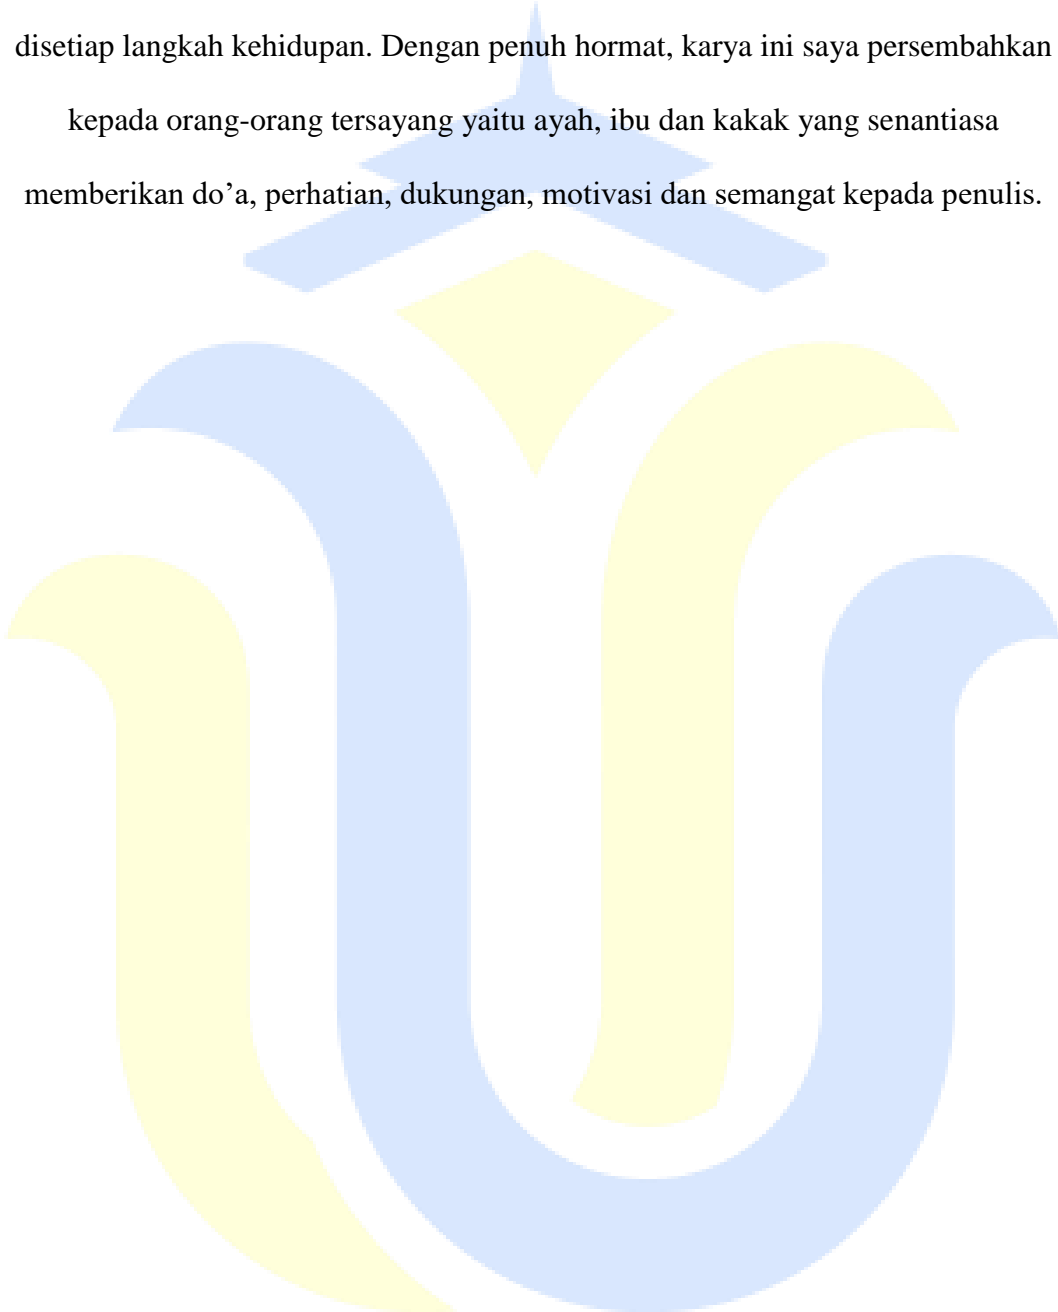 disetiap langkah kehidupan. Dengan penuh hormat, karya ini saya persembahkan
kepada orang-orang tersayang yaitu ayah, ibu dan kakak yang senantiasa
memberikan do’a, perhatian, dukungan, motivasi dan semangat kepada penulis.